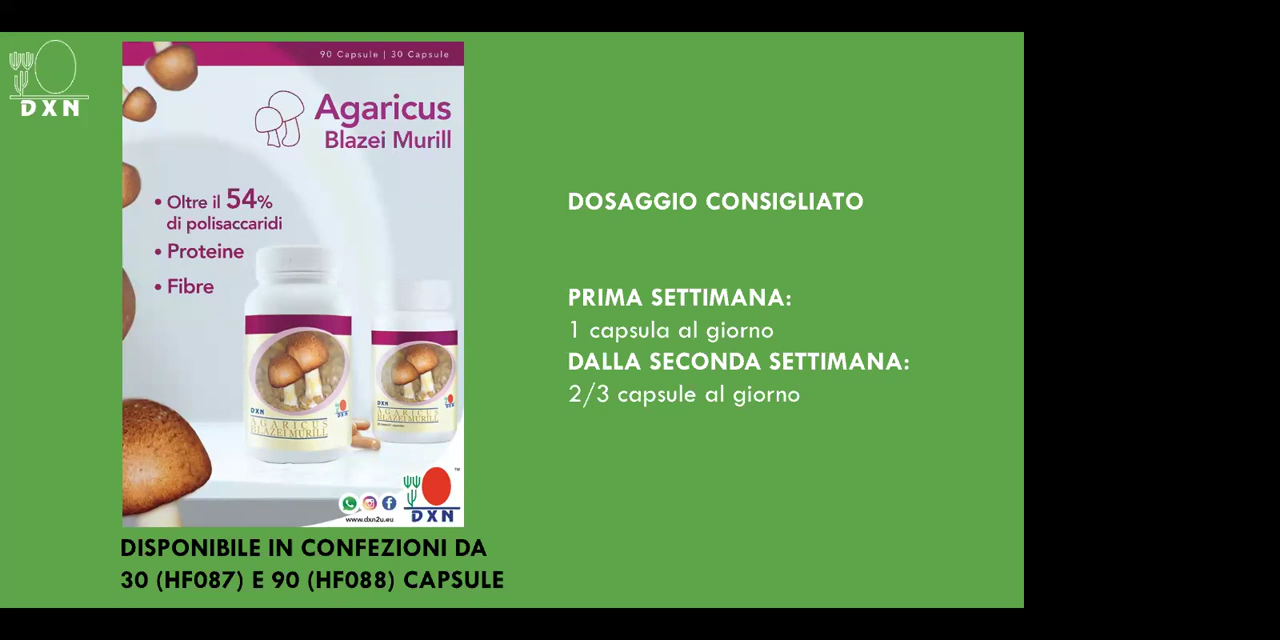 DXN
90 Capsule | 30 Capsule
Agaricus
Blazei Murill
• Oltre il 54%
di polisaccaridi
• Proteine
• Fibre
DXN
AGARICUS
BLAZEI MURILL
DXN
DXN
AGARICUS
BLAZEI MURILL
www.dxn2u.eu
DXN
™
DISPONIBILE IN CONFEZIONI DA
30 (HF087) E 90 (HF088) CAPSULE
DOSAGGIO CONSIGLIATO
PRIMA SETTIMANA:
1 capsula al giorno
DALLA SECONDA SETTIMANA:
2/3 capsule al giorno